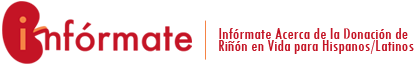 infórmate
Infórmate Acerca de la Donación de
Riñón en Vida para Hispanos/Latinos